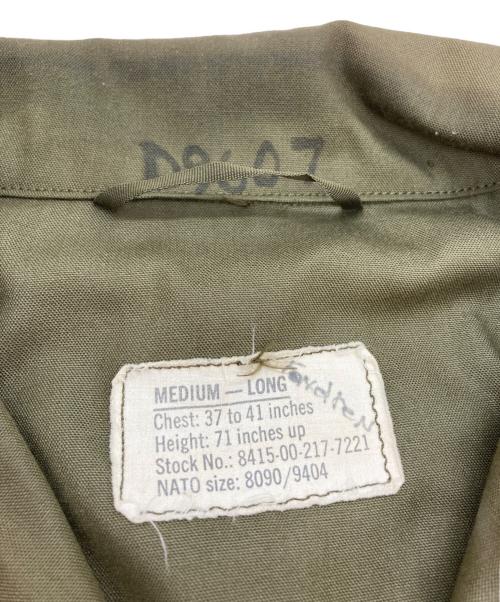 D9607
MEDIUM — LONG
Chest: 37 to 41 inches
Height: 71 inches up
Stock No.: 8415-00-217-7221
NATO size: 8090/9404